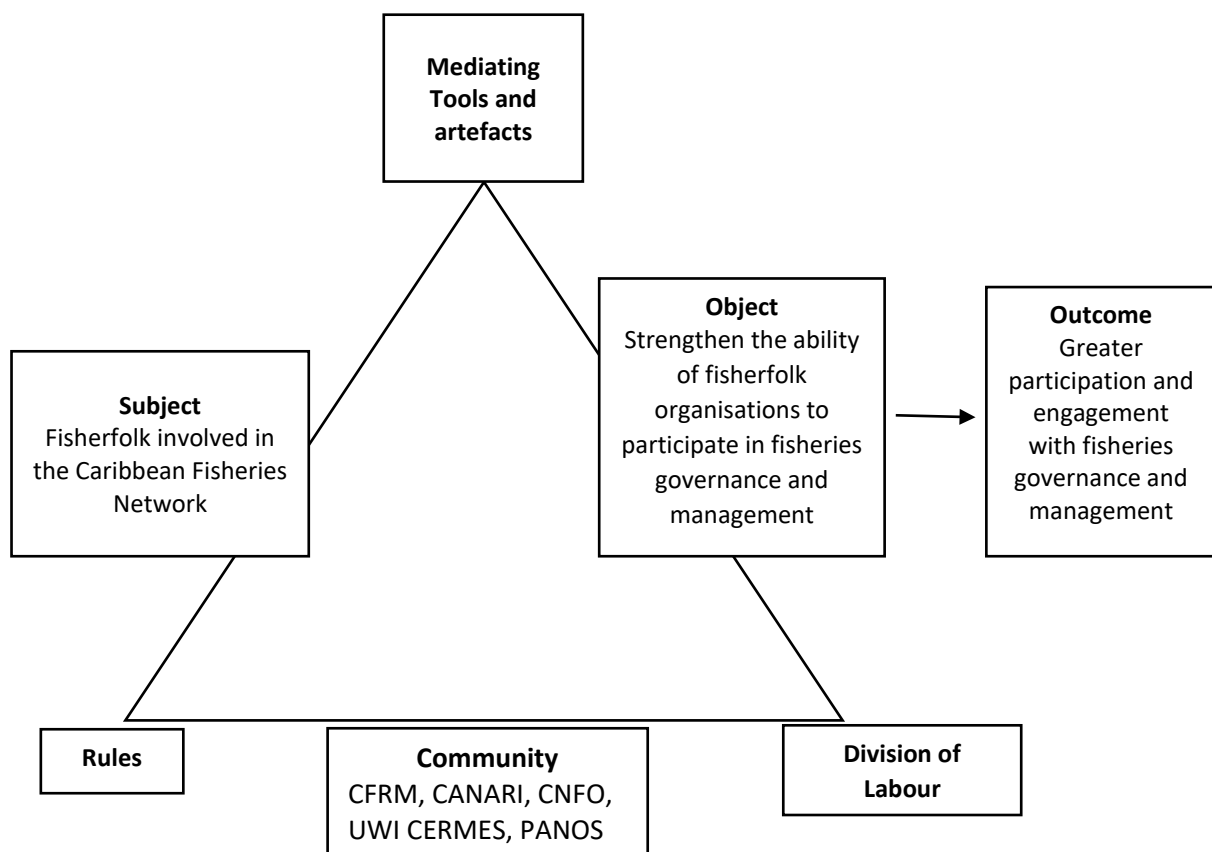 Mediating
Tools and
artefacts
Subject
Fisherfolk involved in
the Caribbean Fisheries
Network
Object
Strengthen the ability
of fisherfolk
organisations to
participate in fisheries
governance and
management
Outcome
Greater
participation and
engagement
with fisheries
governance and
management
Rules
Community
CFRM, CANARI, CNFO,
UWI CERMES, PANOS
Division of
Labour